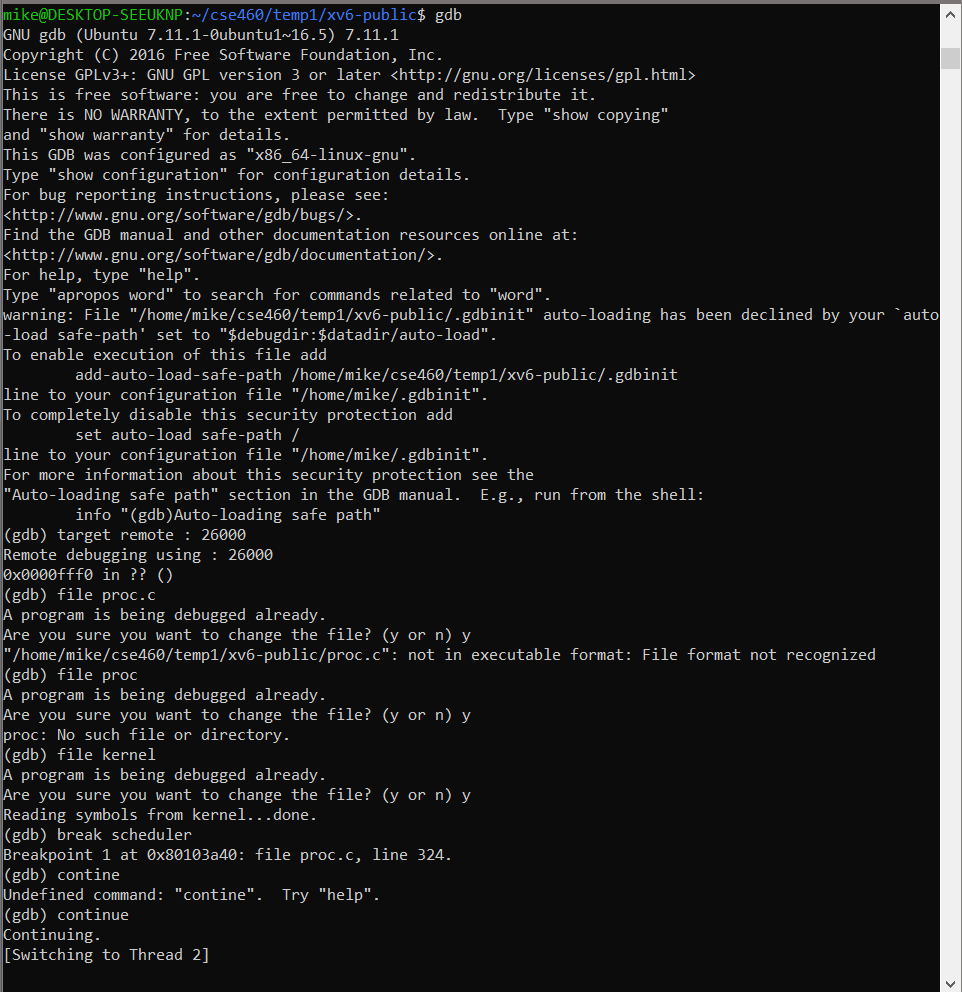 mike@DESKTOP-SEEUKNP:~/cse460/temp1/xv6-public$ gdb
GNU gdb (Ubuntu 7.11.1-0ubuntu1~16.5) 7.11.1
Copyright (C) 2016 Free Software Foundation, Inc.
License GPLv3+: GNU GPL version 3 or later <http://gnu.org/licenses/gpl.html>
This is free software: you are free to change and redistribute it.
There is NO WARRANTY, to the extent permitted by law.  Type "show copying"
and "show warranty" for details.
This GDB was configured as "x86_64-linux-gnu".
Type "show configuration" for configuration details.
For bug reporting instructions, please see:
<http://www.gnu.org/software/gdb/bugs/>.
Find the GDB manual and other documentation resources online at:
<http://www.gnu.org/software/gdb/documentation/>.
For help, type "help".
Type "apropos word" to search for commands related to "word".
warning: File "/home/mike/cse460/temp1/xv6-public/.gdbinit" auto-loading has been declined by your `auto
-load safe-path' set to "$debugdir:$datadir/auto-load".
To enable execution of this file add
        add-auto-load-safe-path /home/mike/cse460/temp1/xv6-public/.gdbinit
line to your configuration file "/home/mike/.gdbinit".
To completely disable this security protection add
        set auto-load safe-path /
line to your configuration file "/home/mike/.gdbinit".
For more information about this security protection see the
"Auto-loading safe path" section in the GDB manual.  E.g., run from the shell:
        info "(gdb)Auto-loading safe path"
(gdb) target remote : 26000
Remote debugging using : 26000
0x0000fff0 in ?? ()
(gdb) file proc.c
A program is being debugged already.
Are you sure you want to change the file? (y or n) y
"/home/mike/cse460/temp1/xv6-public/proc.c": not in executable format: File format not recognized
(gdb) file proc
A program is being debugged already.
Are you sure you want to change the file? (y or n) y
proc: No such file or directory.
(gdb) file kernel
A program is being debugged already.
Are you sure you want to change the file? (y or n) y
Reading symbols from kernel...done.
(gdb) break scheduler
Breakpoint 1 at 0x80103a40: file proc.c, line 324.
(gdb) contine
Undefined command: "contine".  Try "help".
(gdb) continue
Continuing.
[Switching to Thread 2]